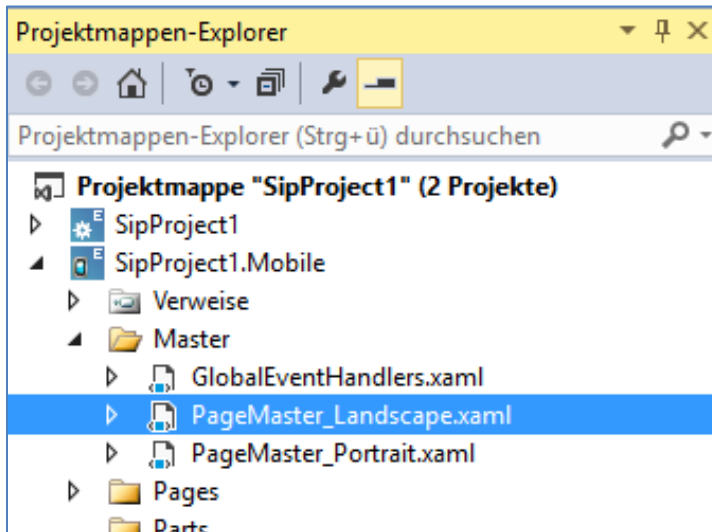 Projektmappen-Explorer
Projektmappen-Explorer (Strg+ü) durchsuchen
Projektmappe "SipProject1" (2 Projekte)
SipProject1
SipProject1.Mobile
Verweise
Master
GlobalEventHandlers.xaml
PageMaster_Landscape.xaml
PageMaster_Portrait.xaml
Pages
Parts